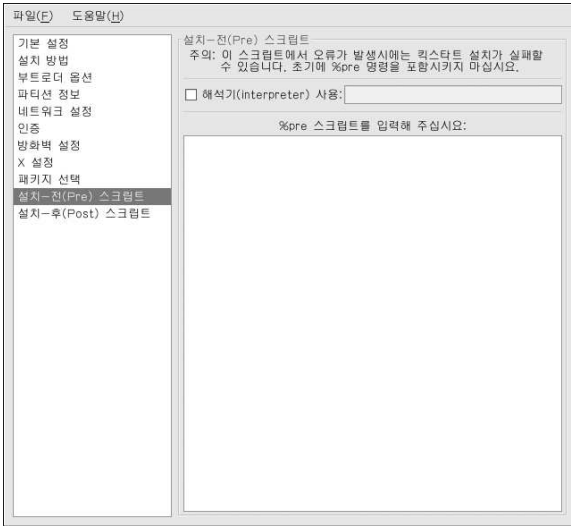 파일(F) 도움말(H)
기본 설정
설치 방법
부트로더 옵션
파티션 정보
네트워크 설정
인증
방화벽 설정
X 설정
패키지 선택
설치-전(Pre) 스크립트
설치-후(Post) 스크립트
설치-전(Pre) 스크립트
주의: 이 스크립트에서 오류가 발생시에는 킥스타트 설치가 실패할
수 있습니다. 초기에 %pre 명령을 포함시키지 마십시요.
해석기(interpreter) 사용:
%pre 스크립트를 입력해 주십시요: